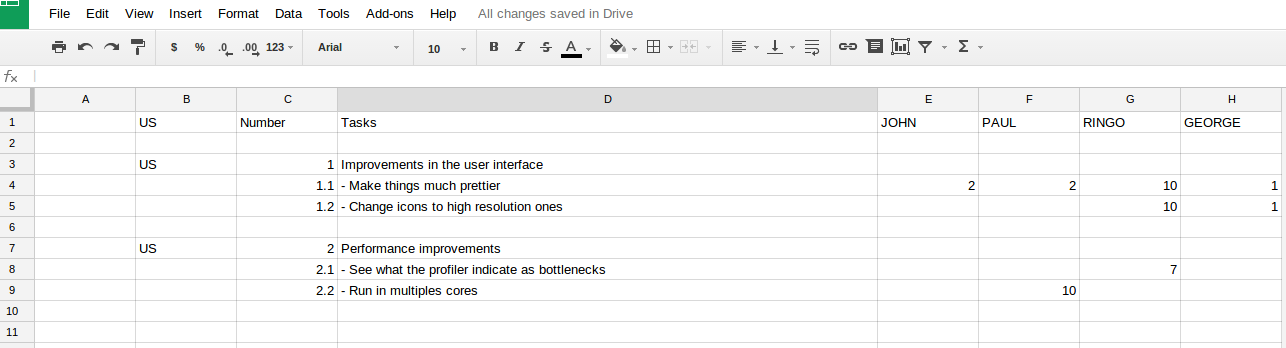 File Edit View Insert Format Data Tools Add-ons Help All changes saved in Drive
$ % .0 .00 123 Arial 10 B I S A Σ
fx
A B C D E F G H
1 US Number Tasks JOHN PAUL RINGO GEORGE
2
3 US 1 Improvements in the user interface
4 1.1 - Make things much prettier 2 2 10 1
5 1.2 - Change icons to high resolution ones 10 1
6
7 US 2 Performance improvements
8 2.1 - See what the profiler indicate as bottlenecks 7
9 2.2 - Run in multiples cores 10
10
11